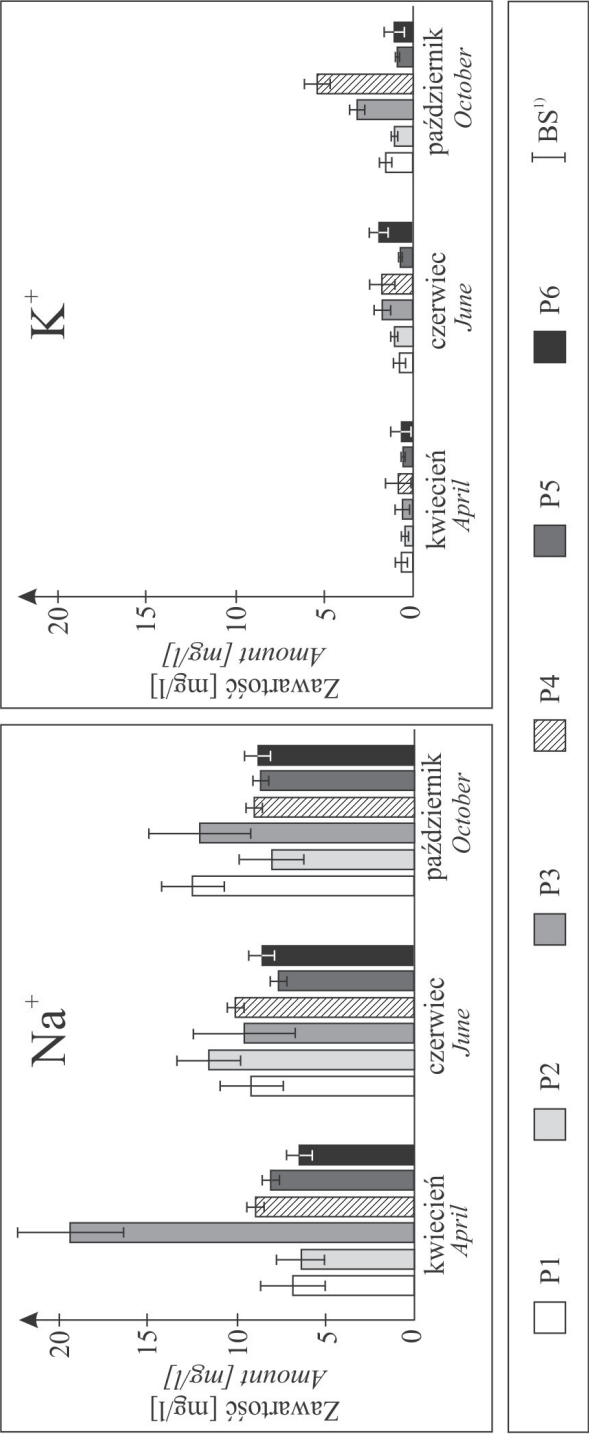 Na+
Zawartość [mg/l]
Amount [mg/l]
20
15
10
5
0
kwiecień
April
czerwiec
June
październik
October
K+
Zawartość [mg/l]
Amount [mg/l]
20
15
10
5
0
kwiecień
April
czerwiec
June
październik
October
P1 P2 P3 P4 P5 P6 BS1)